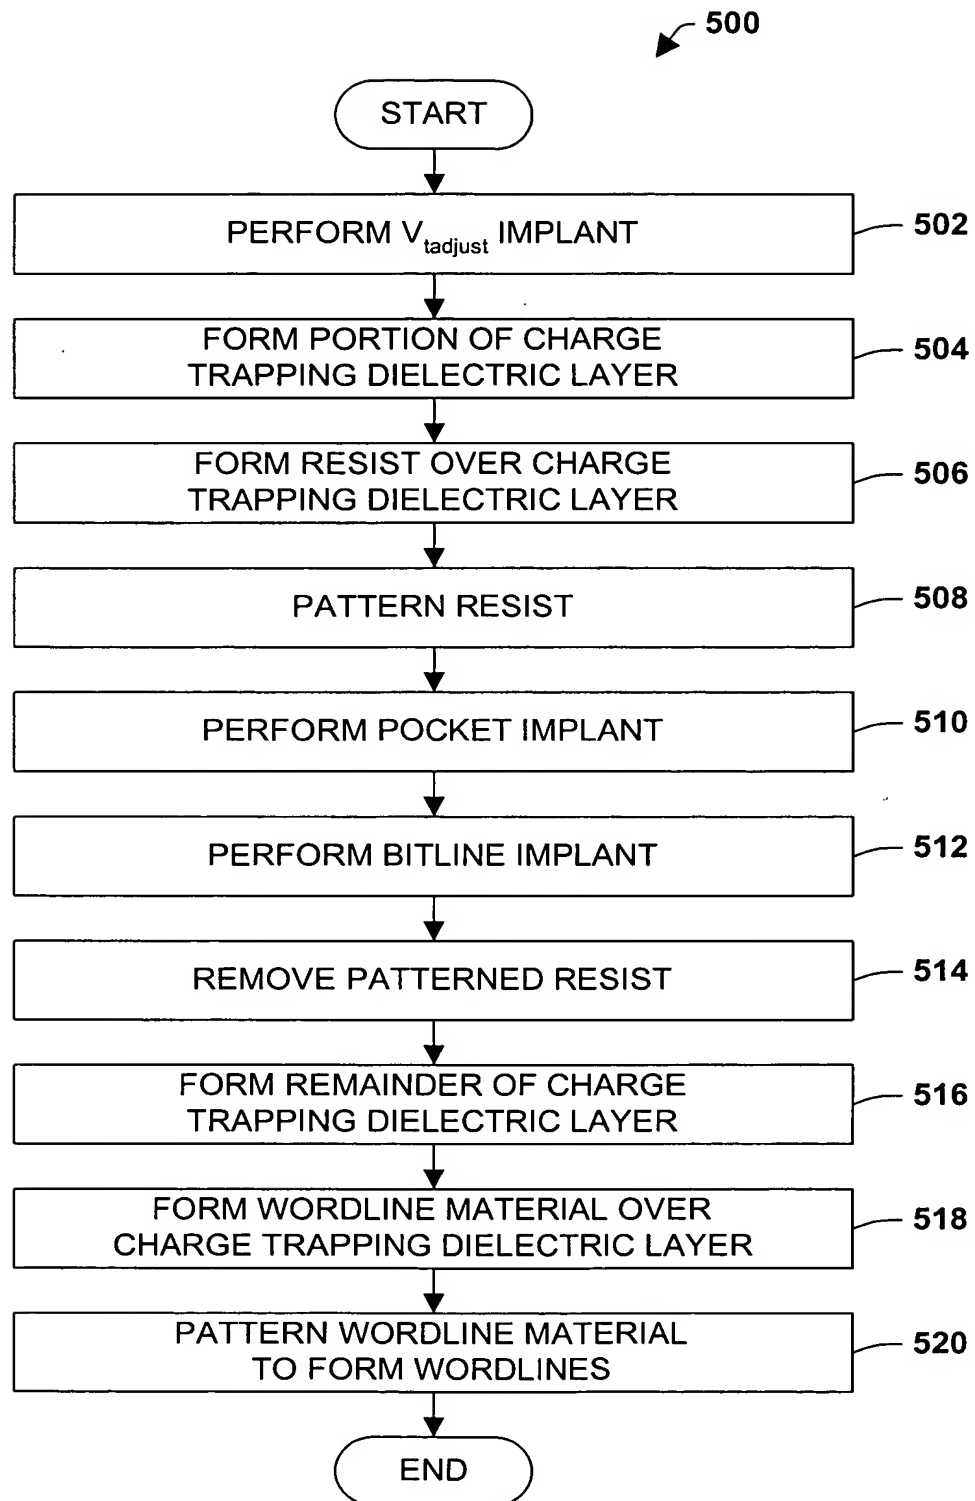 500
START
PERFORM Vtadjust IMPLANT
502
FORM PORTION OF CHARGE
TRAPPING DIELECTRIC LAYER
504
FORM RESIST OVER CHARGE
TRAPPING DIELECTRIC LAYER
506
PATTERN RESIST
508
PERFORM POCKET IMPLANT
510
PERFORM BITLINE IMPLANT
512
REMOVE PATTERNED RESIST
514
FORM REMAINDER OF CHARGE
TRAPPING DIELECTRIC LAYER
516
FORM WORDLINE MATERIAL OVER
CHARGE TRAPPING DIELECTRIC LAYER
518
PATTERN WORDLINE MATERIAL
TO FORM WORDLINES
520
END